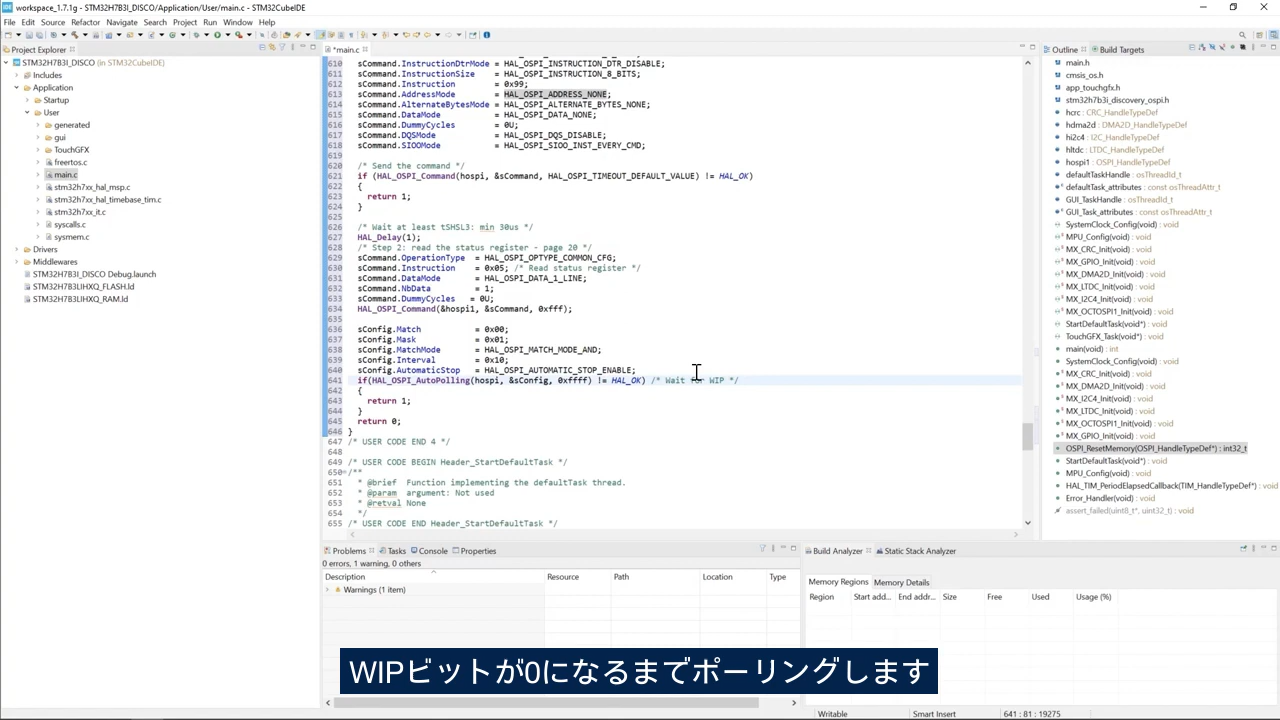 workspace_1.7.1g - STM32H7B3I_DISCO/Application/User/main.c - STM32CubeIDE
File Edit Source Refactor Navigate Search Project Run Window Help
Project Explorer
STM32H7B3I_DISCO (in STM32CubeIDE)
Includes
Application
Startup
User
generated
gui
TouchGFX
freertos.c
main.c
stm32h7xx_hal_msp.c
stm32h7xx_hal_timebase_tim.c
stm32h7xx_it.c
syscalls.c
sysmem.c
Drivers
Middlewares
STM32H7B3I_DISCO Debug.launch
STM32H7B3LIHXQ_FLASH.ld
STM32H7B3LIHXQ_RAM.ld
*main.c
610 sCommand.InstructionDtrMode = HAL_OSPI_INSTRUCTION_DTR_DISABLE;
611 sCommand.InstructionSize = HAL_OSPI_INSTRUCTION_8_BITS;
612 sCommand.Instruction = 0x99;
613 sCommand.AddressMode = HAL_OSPI_ADDRESS_NONE;
614 sCommand.AlternateBytesMode = HAL_OSPI_ALTERNATE_BYTES_NONE;
615 sCommand.DataMode = HAL_OSPI_DATA_NONE;
616 sCommand.DummyCycles = 0U;
617 sCommand.DQSMode = HAL_OSPI_DQS_DISABLE;
618 sCommand.SIOOMode = HAL_OSPI_SIOO_INST_EVERY_CMD;
619
620 /* Send the command */
621 if (HAL_OSPI_Command(hospi, &sCommand, HAL_OSPI_TIMEOUT_DEFAULT_VALUE) != HAL_OK)
622 {
623 return 1;
624 }
625
626 /* Wait at least tSHSL3: min 30us */
627 HAL_Delay(1);
628 /* Step 2: read the status register - page 20 */
629 sCommand.OperationType = HAL_OSPI_OPTYPE_COMMON_CFG;
630 sCommand.Instruction = 0x05; /* Read status register */
631 sCommand.DataMode = HAL_OSPI_DATA_1_LINE;
632 sCommand.NbData = 1;
633 sCommand.DummyCycles = 0U;
634 HAL_OSPI_Command(&hospi1, &sCommand, 0xfff);
635
636 sConfig.Match = 0x00;
637 sConfig.Mask = 0x01;
638 sConfig.MatchMode = HAL_OSPI_MATCH_MODE_AND;
639 sConfig.Interval = 0x10;
640 sConfig.AutomaticStop = HAL_OSPI_AUTOMATIC_STOP_ENABLE;
641 if(HAL_OSPI_AutoPolling(hospi, &sConfig, 0xffff) != HAL_OK) /* Wait for WIP */
642 {
643 return 1;
644 }
645 return 0;
646 }
647 /* USER CODE END 4 */
648
649 /* USER CODE BEGIN Header_StartDefaultTask */
650 /**
651 * @brief Function implementing the defaultTask thread.
652 * @param argument: Not used
653 * @retval None
654 */
655 /* USER CODE END Header_StartDefaultTask */
Outline Build Targets
main.h
cmsis_os.h
app_touchgfx.h
stm32h7b3i_discovery_ospi.h
hcrc : CRC_HandleTypeDef
hdma2d : DMA2D_HandleTypeDef
hi2c4 : I2C_HandleTypeDef
hltdc : LTDC_HandleTypeDef
hospi1 : OSPI_HandleTypeDef
defaultTaskHandle : osThreadId_t
defaultTask_attributes : const osThreadAttr_t
GUI_TaskHandle : osThreadId_t
GUI_Task_attributes : const osThreadAttr_t
SystemClock_Config(void) : void
MPU_Config(void) : void
MX_CRC_Init(void) : void
MX_GPIO_Init(void) : void
MX_DMA2D_Init(void) : void
MX_LTDC_Init(void) : void
MX_I2C4_Init(void) : void
MX_OCTOSPI1_Init(void) : void
StartDefaultTask(void*) : void
TouchGFX_Task(void*) : void
main(void) : int
SystemClock_Config(void) : void
MX_CRC_Init(void) : void
MX_DMA2D_Init(void) : void
MX_I2C4_Init(void) : void
MX_LTDC_Init(void) : void
MX_OCTOSPI1_Init(void) : void
MX_GPIO_Init(void) : void
OSPI_ResetMemory(OSPI_HandleTypeDef*) : int32_t
StartDefaultTask(void*) : void
MPU_Config(void) : void
HAL_TIM_PeriodElapsedCallback(TIM_HandleTypeDef*) : void
Error_Handler(void) : void
assert_failed(uint8_t*, uint32_t) : void
Problems Tasks Console Properties
0 errors, 1 warning, 0 others
Description Resource Path Location Type
Warnings (1 item)
Build Analyzer Static Stack Analyzer
Memory Regions Memory Details
Region Start add... End addr... Size Free Used Usage (%)
WIPビットが0になるまでポーリングします
Writable Smart Insert 641 : 81 : 19275